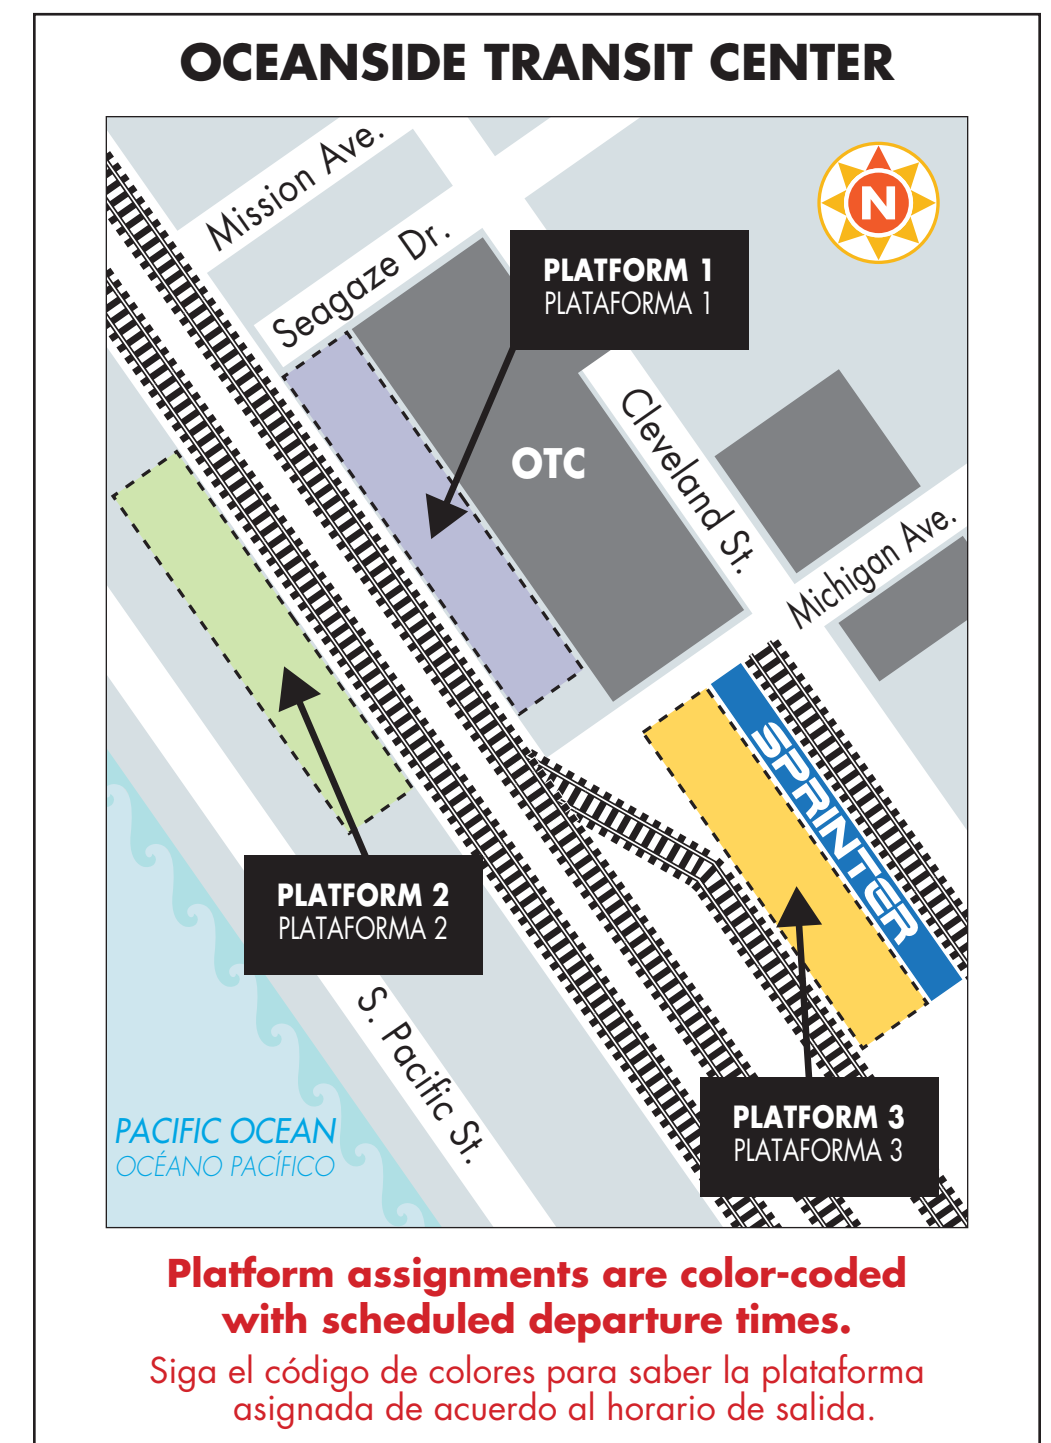 OCEANSIDE TRANSIT CENTER
Mission Ave.
N
Seagaze Dr.
PLATFORM 1
PLATAFORMA 1
OTC
Cleveland St.
Michigan Ave.
SPRINTER
PLATFORM 2
PLATAFORMA 2
S. Pacific St.
PLATFORM 3
PLATAFORMA 3
PACIFIC OCEAN
OCÉANO PACÍFICO
Platform assignments are color-coded
with scheduled departure times.
Siga el código de colores para saber la plataforma
asignada de acuerdo al horario de salida.